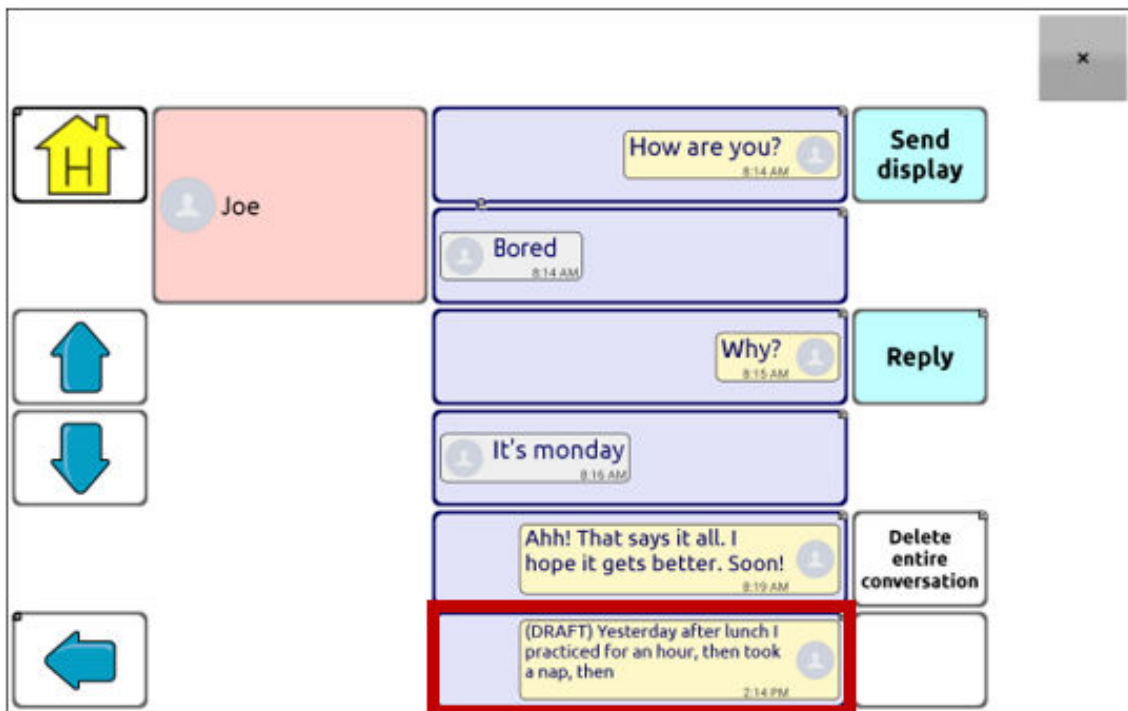 ×
H
Joe
How are you?
8:14 AM
Send
display
Bored
8:14 AM
Why?
8:15 AM
Reply
It's monday
8:16 AM
Ahh! That says it all. I
hope it gets better. Soon!
8:19 AM
Delete
entire
conversation
(DRAFT) Yesterday after lunch I
practiced for an hour, then took
a nap, then
2:14 PM